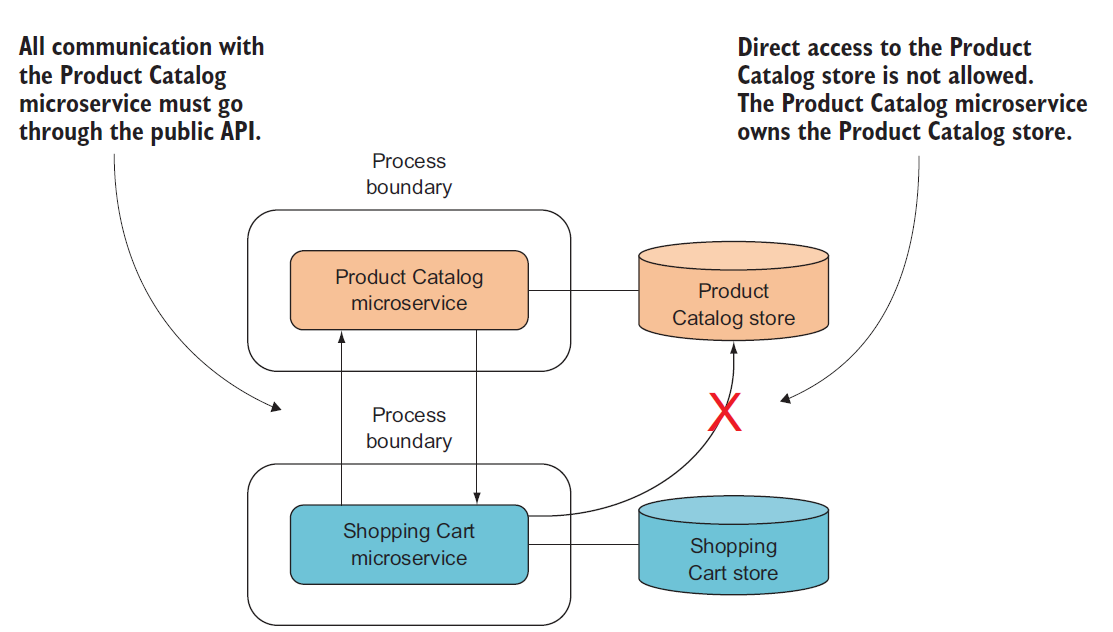 All communication with
the Product Catalog
microservice must go
through the public API.
Direct access to the Product
Catalog store is not allowed.
The Product Catalog microservice
owns the Product Catalog store.
Process
boundary
Product Catalog
microservice
Product
Catalog store
Process
boundary
X
Shopping Cart
microservice
Shopping
Cart store